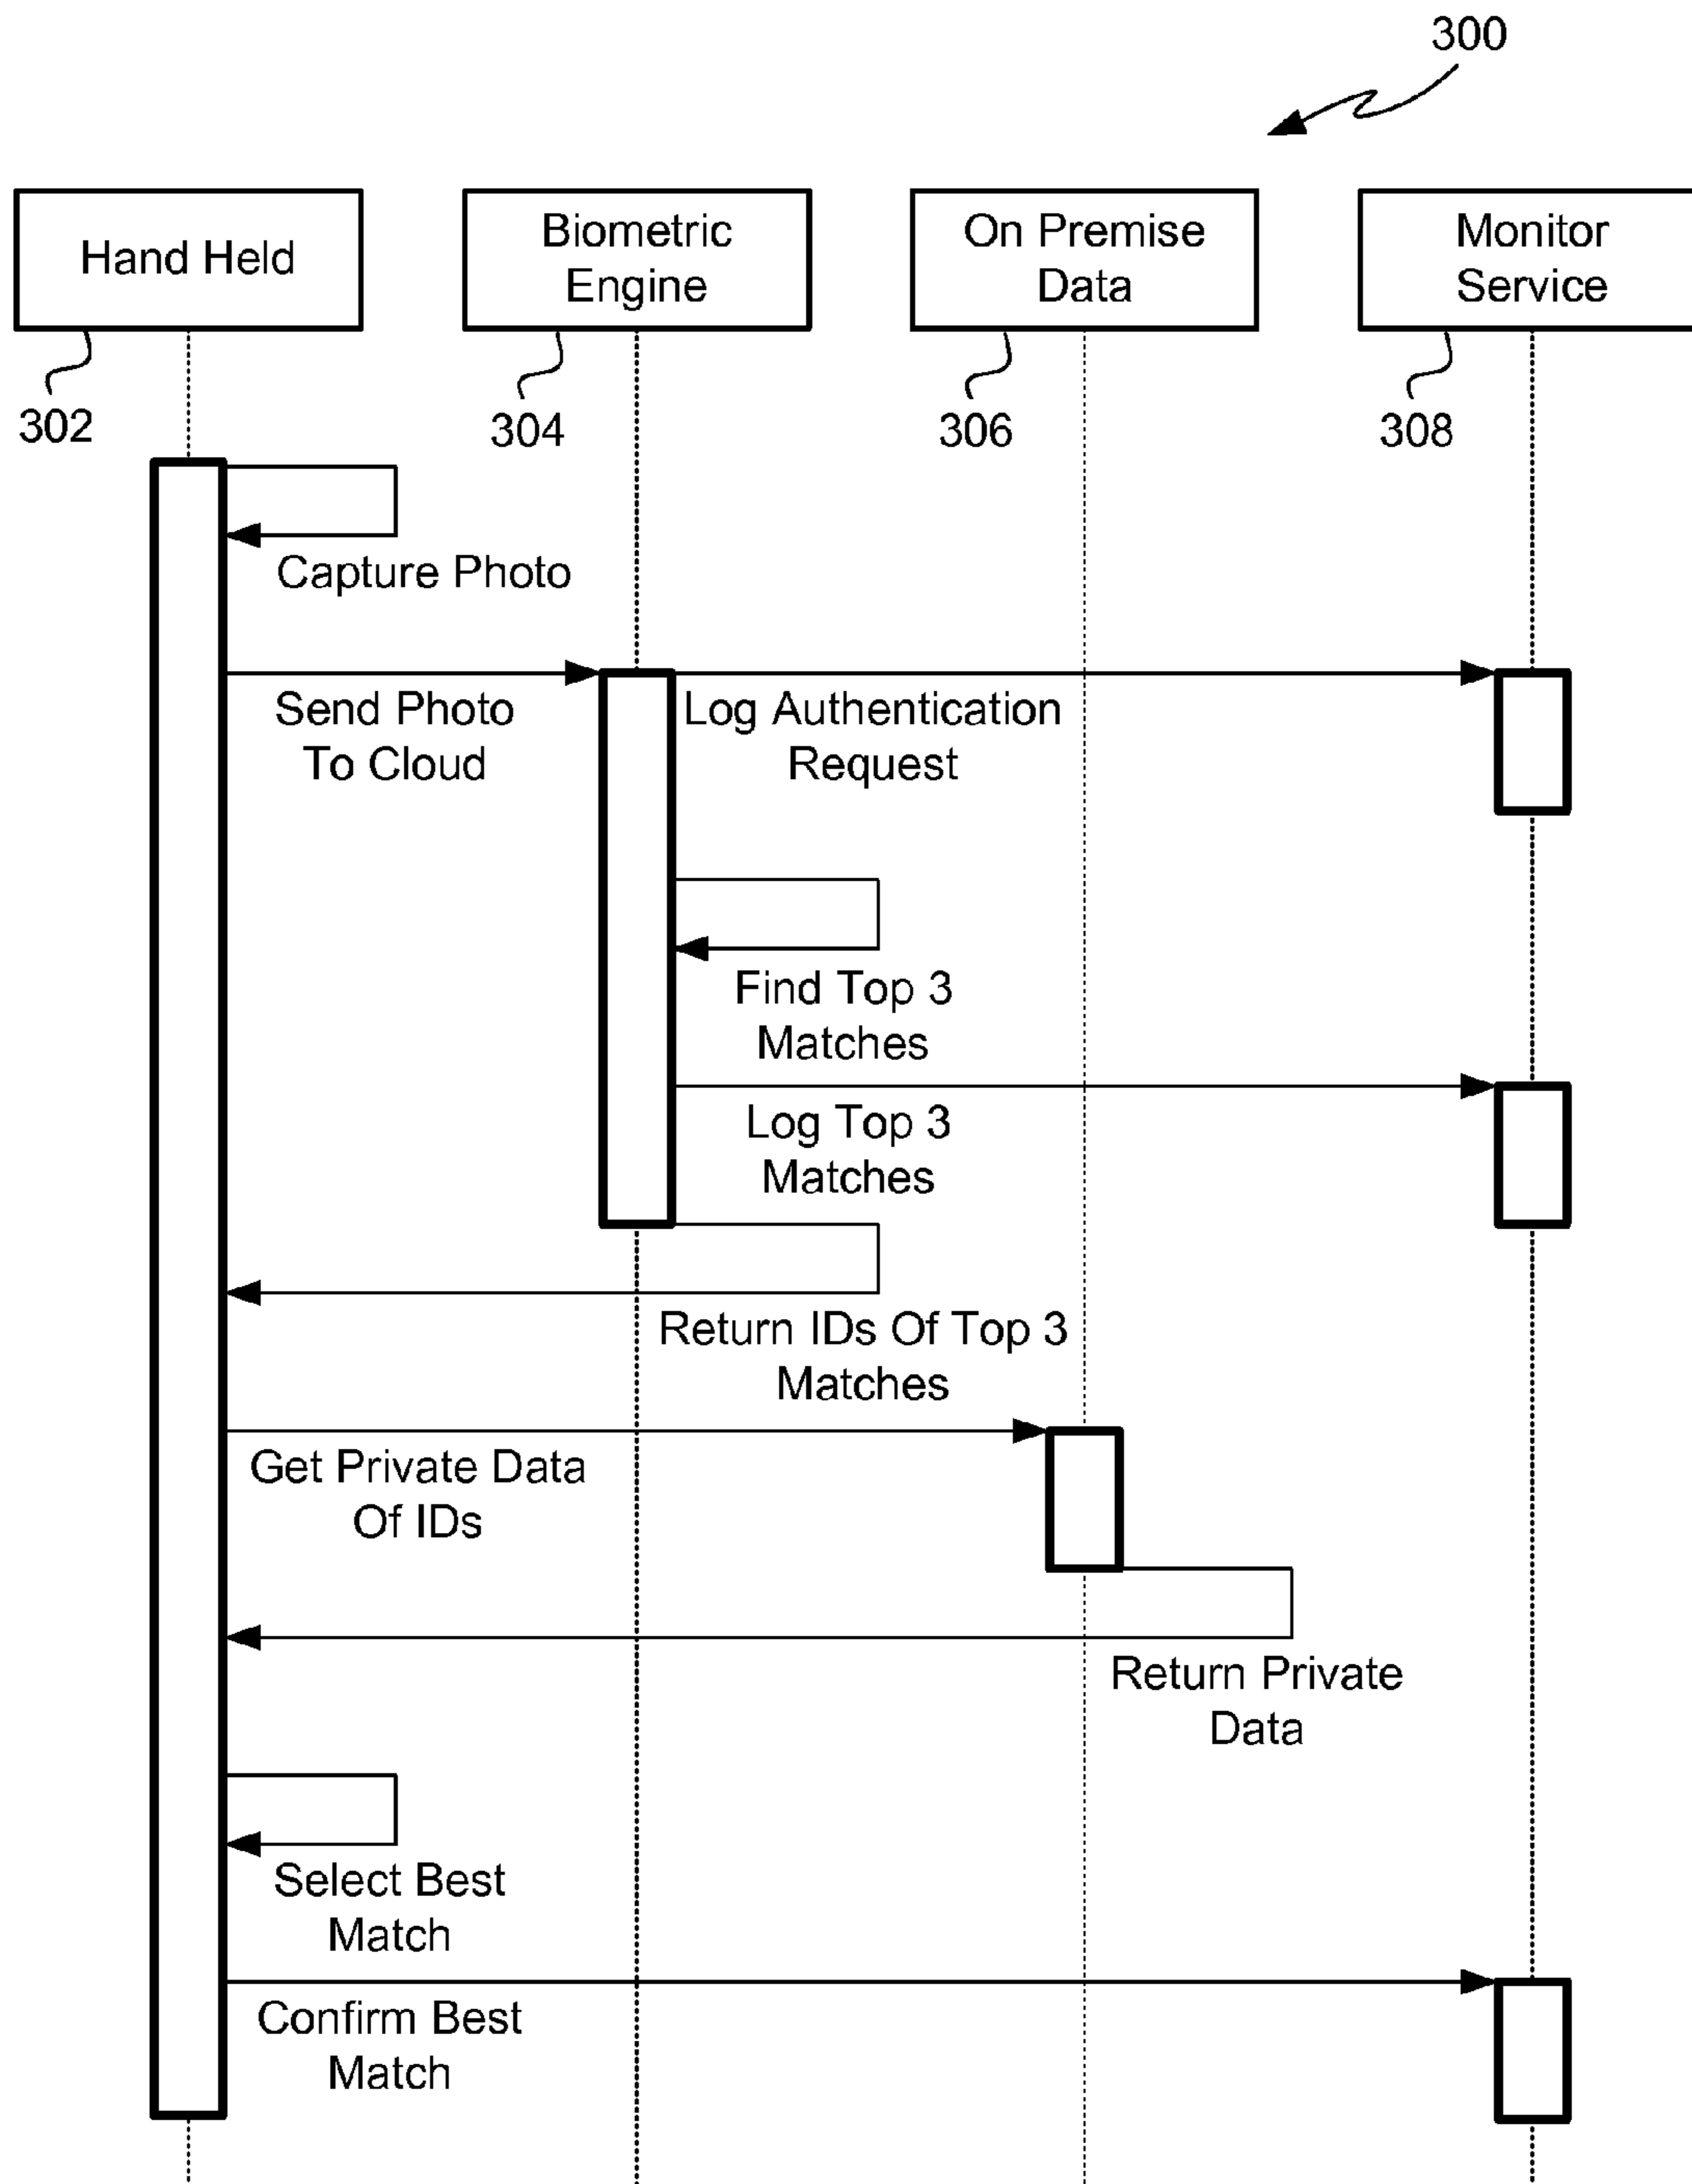 300
Hand Held
Biometric
Engine
On Premise
Data
Monitor
Service
302
304
306
308
Capture Photo
Send Photo
To Cloud
Log Authentication
Request
Find Top 3
Matches
Log Top 3
Matches
Return IDs Of Top 3
Matches
Get Private Data
Of IDs
Return Private
Data
Select Best
Match
Confirm Best
Match